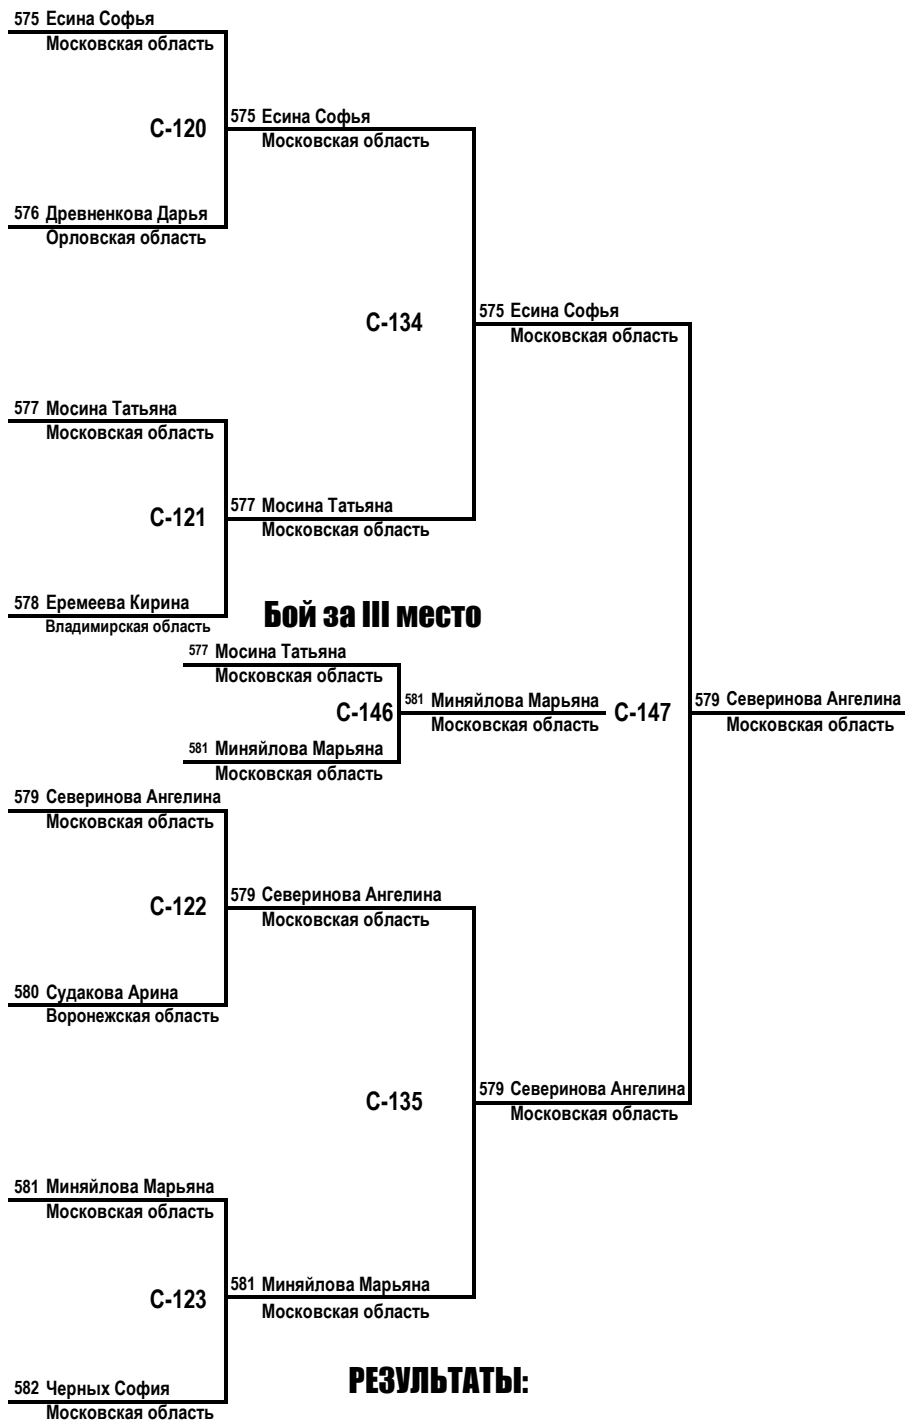 575 Есина Софья
Московская область
С-120
575 Есина Софья
Московская область
576 Древненкова Дарья
Орловская область
С-134
575 Есина Софья
Московская область
577 Мосина Татьяна
Московская область
С-121
577 Мосина Татьяна
Московская область
578 Еремеева Кирина
Владимирская область
Бой за III место
577 Мосина Татьяна
Московская область
С-146
581 Миняйлова Марьяна
Московская область
С-147
579 Северинова Ангелина
Московская область
581 Миняйлова Марьяна
Московская область
579 Северинова Ангелина
Московская область
С-122
579 Северинова Ангелина
Московская область
580 Судакова Арина
Воронежская область
С-135
579 Северинова Ангелина
Московская область
581 Миняйлова Марьяна
Московская область
С-123
581 Миняйлова Марьяна
Московская область
РЕЗУЛЬТАТЫ:
582 Черных София
Московская область